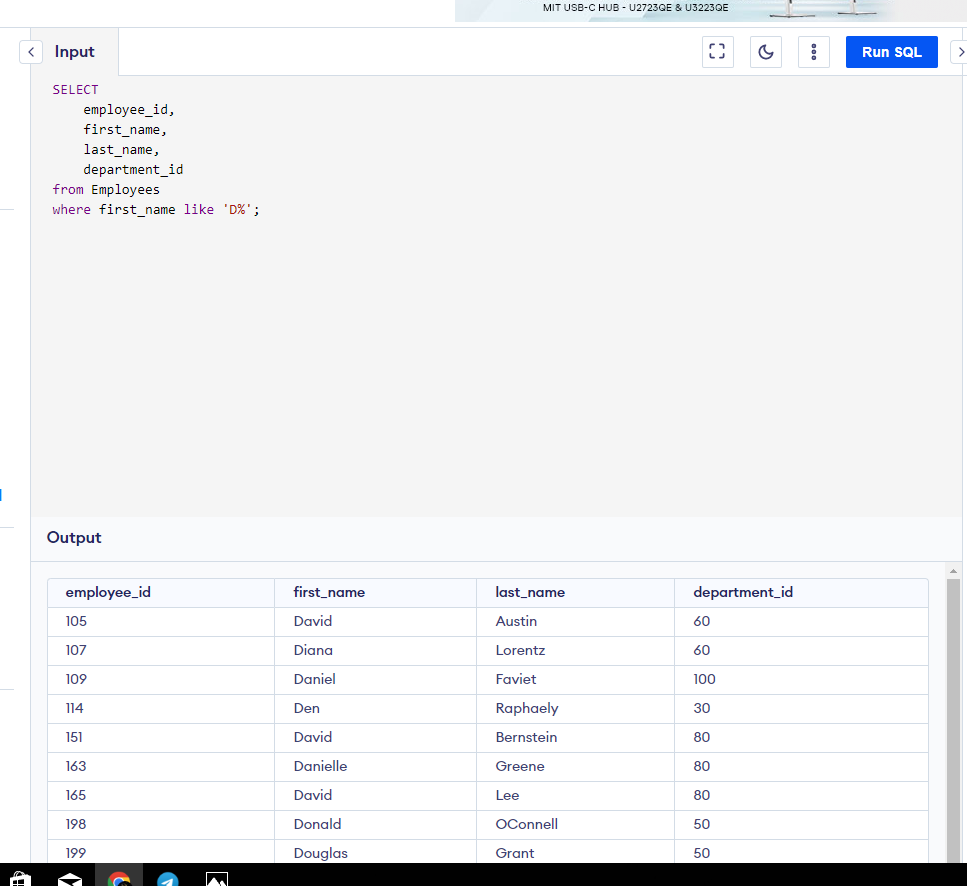 MIT USB-C HUB - U2723QE & U3223QE
Input
Run SQL
SELECT
employee_id,
first_name,
last_name,
department_id
from Employees
where first_name like 'D%';
Output
employee_id first_name last_name department_id
105 David Austin 60
107 Diana Lorentz 60
109 Daniel Faviet 100
114 Den Raphaely 30
151 David Bernstein 80
163 Danielle Greene 80
165 David Lee 80
198 Donald OConnell 50
199 Douglas Grant 50